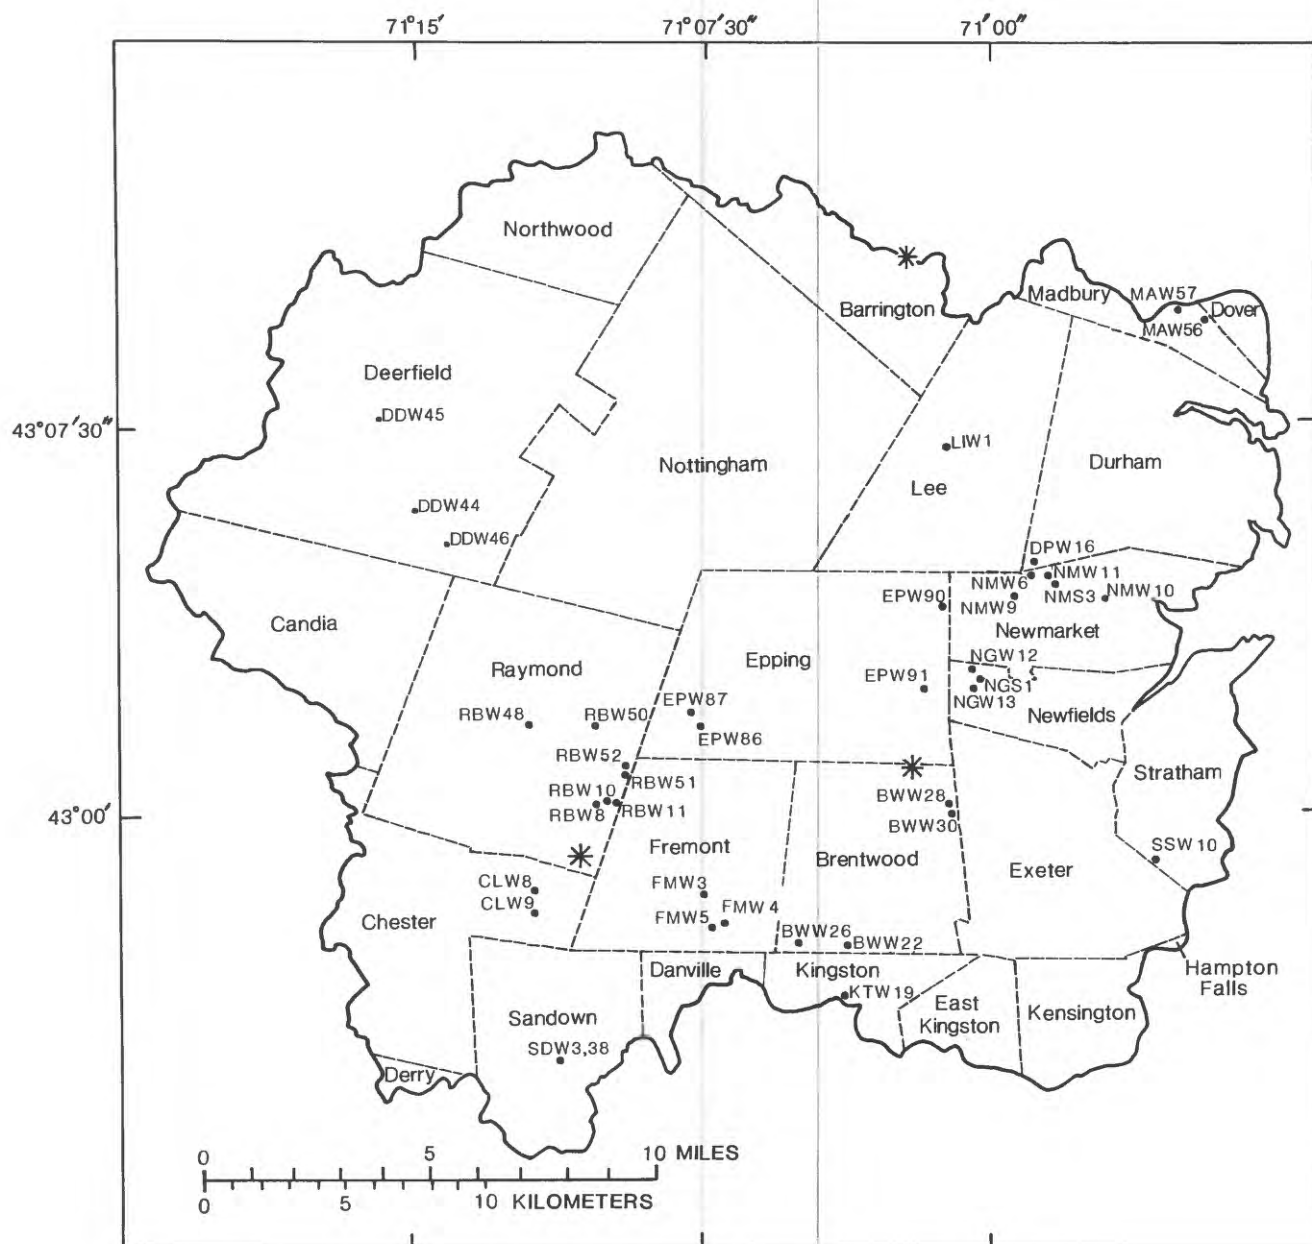 71°15'
71°07'30"
71°00"
Northwood
Barrington
Madbury
MAW57
Dover
MAW56
Deerfield
DDW45
43°07'30"
LIW1
Nottingham
Durham
Lee
DDW44
DDW46
DPW16
NMW6
NMW11
EPW90
NMW9
NMS3
NMW10
Candia
Newmarket
Raymond
Epping
NGW12
EPW91
NGS1
NGW13
EPW87
RBW48
RBW50
Newfields
EPW86
RBW52
Stratham
RBW51
RBW10
43°00'
RBW8
RBW11
BWW28
BWW30
Fremont
Brentwood
SSW10
Exeter
CLW8
FMW3
CLW9
Chester
FMW5
FMW4
BWW26
BWW22
Danville
Kingston
Hampton
Falls
KTW19
East
Kingston
Kensington
Sandown
SDW3,38
Derry
0 5 10 MILES
0 5 10 KILOMETERS